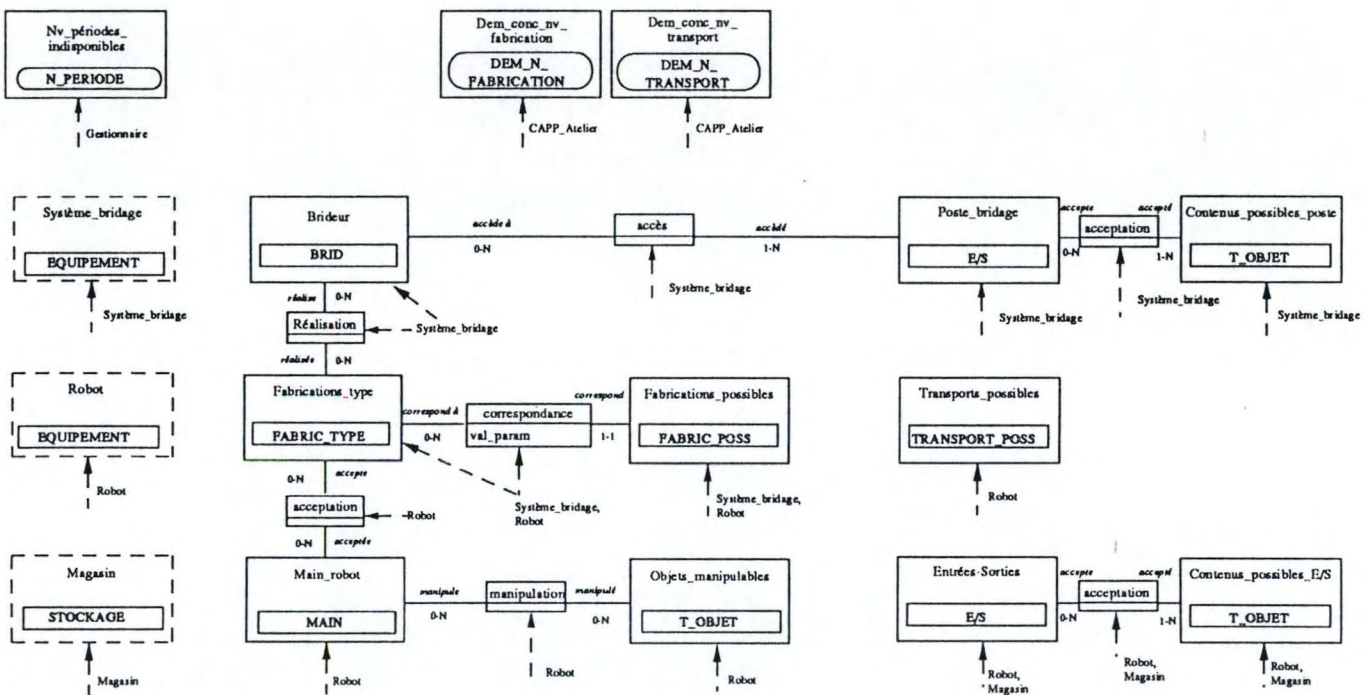 Nv_périodes_
indisponibles
N_PERIODE
Gestionnaire
Dem_conc_nv_
fabrication
DEM_N_
FABRICATION
CAPP_Atelier
Dem_conc_nv_
transport
DEM_N_
TRANSPORT
CAPP_Atelier
Système_bridage
EQUIPEMENT
Système_bridage
Brideur
BRID
accède à
0-N
accès
accédé
1-N
Système_bridage
Poste_bridage
E/S
Système_bridage
accepte
0-N
acceptation
accepté
1-N
Système_bridage
Contenus_possibles_poste
T_OBJET
Système_bridage
réalise
0-N
Réalisation
Système_bridage
réalisée
0-N
Robot
EQUIPEMENT
Robot
Fabrications_type
FABRIC_TYPE
correspond à
0-N
correspondance
val_param
correspond
1-1
Système_bridage,
Robot
Fabrications_possibles
FABRIC_POSS
Système_bridage,
Robot
Transports_possibles
TRANSPORT_POSS
Robot
0-N
accepte
acceptation
Robot
0-N
acceptée
Magasin
STOCKAGE
Magasin
Main_robot
MAIN
Robot
manipule
0-N
manipulation
manipulé
0-N
Robot
Objets_manipulables
T_OBJET
Robot
Entrées-Sorties
E/S
Robot,
Magasin
accepte
0-N
acceptation
accepté
1-N
Robot,
Magasin
Contenus_possibles_E/S
T_OBJET
Robot,
Magasin